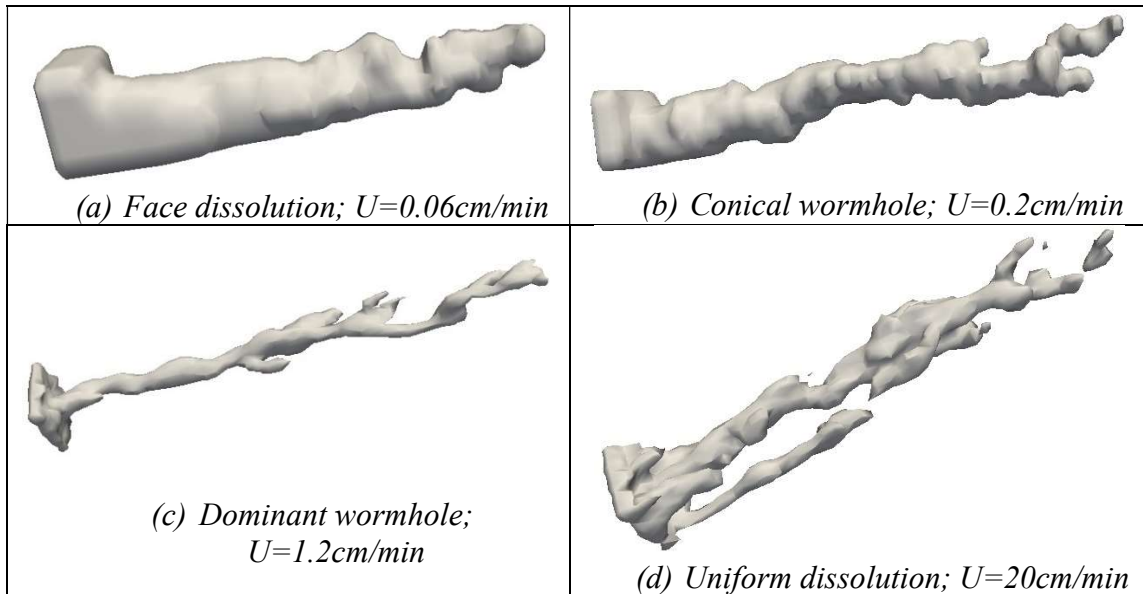 (a) Face dissolution; U=0.06cm/min
(b) Conical wormhole; U=0.2cm/min
(c) Dominant wormhole;
U=1.2cm/min
(d) Uniform dissolution; U=20cm/min